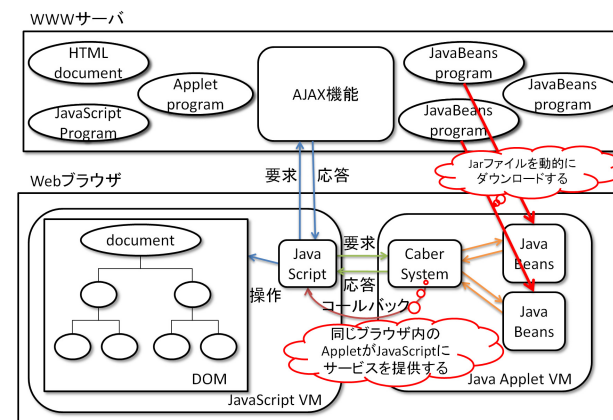 WWWサーバ
HTML
document
Applet
program
JavaScript
Program
AJAX機能
JavaBeans
program
JavaBeans
program
JavaBeans
program
Jarファイルを動的に
ダウンロードする
要求
応答
Webブラウザ
document
操作
DOM
JavaScript VM
Java
Script
要求
応答
コールバック
Caber
System
Java
Beans
Java
Beans
同じブラウザ内の
AppletがJavaScriptに
サービスを提供する
Java Applet VM